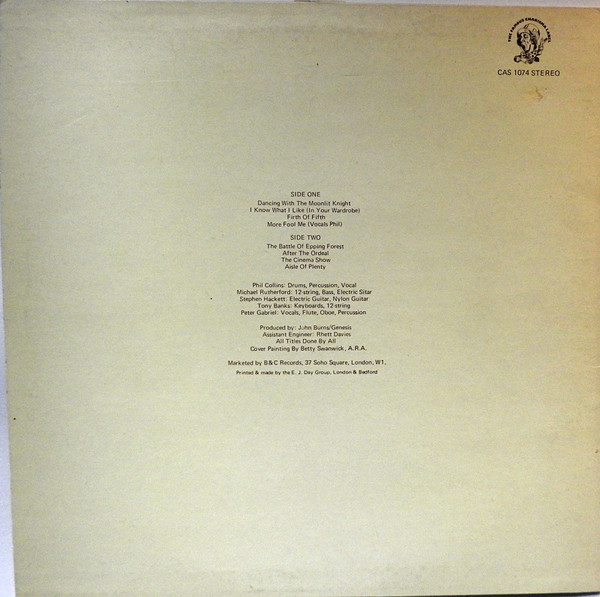 THE FAMOUS CHARISMA LABEL
CAS 1074 STEREO
SIDE ONE
Dancing With The Moonlit Knight
I Know What I Like (In Your Wardrobe)
Firth Of Fifth
More Fool Me (Vocals Phil)
SIDE TWO
The Battle Of Epping Forest
After The Ordeal
The Cinema Show
Aisle Of Plenty
Phil Collins: Drums, Percussion, Vocal
Michael Rutherford: 12-string, Bass, Electric Sitar
Stephen Hackett: Electric Guitar, Nylon Guitar
Tony Banks: Keyboards, 12-string
Peter Gabriel: Vocals, Flute, Oboe, Percussion
Produced by: John Burns/Genesis
Assistant Engineer: Rhett Davies
All Titles Done By All
Cover Painting By Betty Swanwick, A.R.A.
Marketed by B&C Records, 37 Soho Square, London, W1.
Printed & made by the E. J. Day Group, London & Bedford